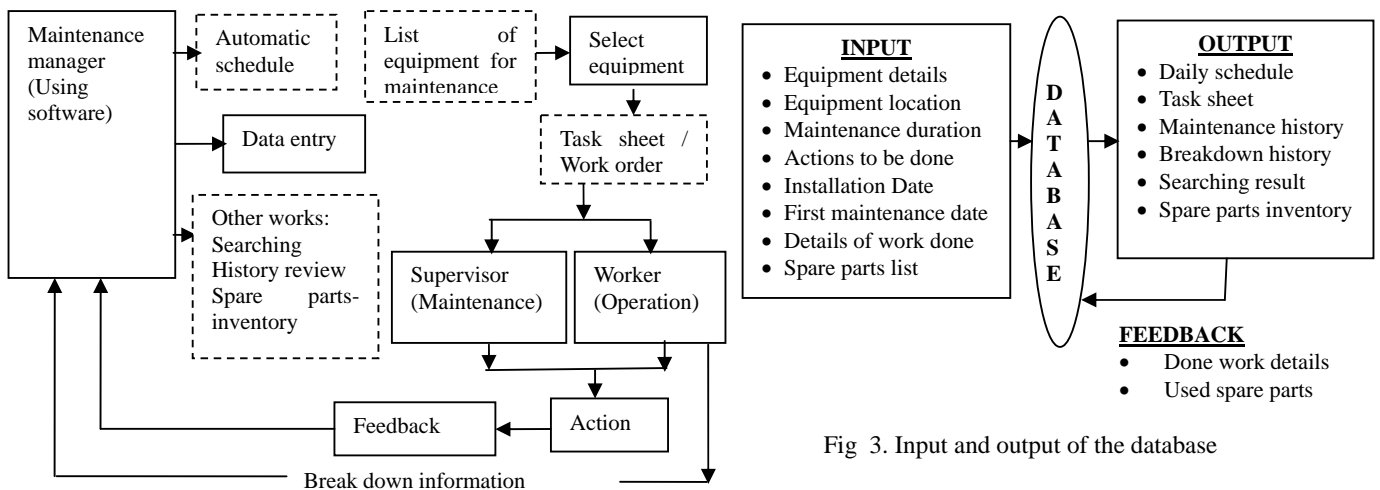 Maintenance
manager
(Using
software)
Automatic
schedule
List of
equipment for
maintenance
Select
equipment
Data entry
Task sheet /
Work order
Other works:
Searching
History review
Spare parts-
inventory
Supervisor
(Maintenance)
Worker
(Operation)
Feedback
Action
Break down information
INPUT
• Equipment details
• Equipment location
• Maintenance duration
• Actions to be done
• Installation Date
• First maintenance date
• Details of work done
• Spare parts list
D
A
T
A
B
A
S
E
OUTPUT
• Daily schedule
• Task sheet
• Maintenance history
• Breakdown history
• Searching result
• Spare parts inventory
FEEDBACK
• Done work details
• Used spare parts
Fig 3. Input and output of the database